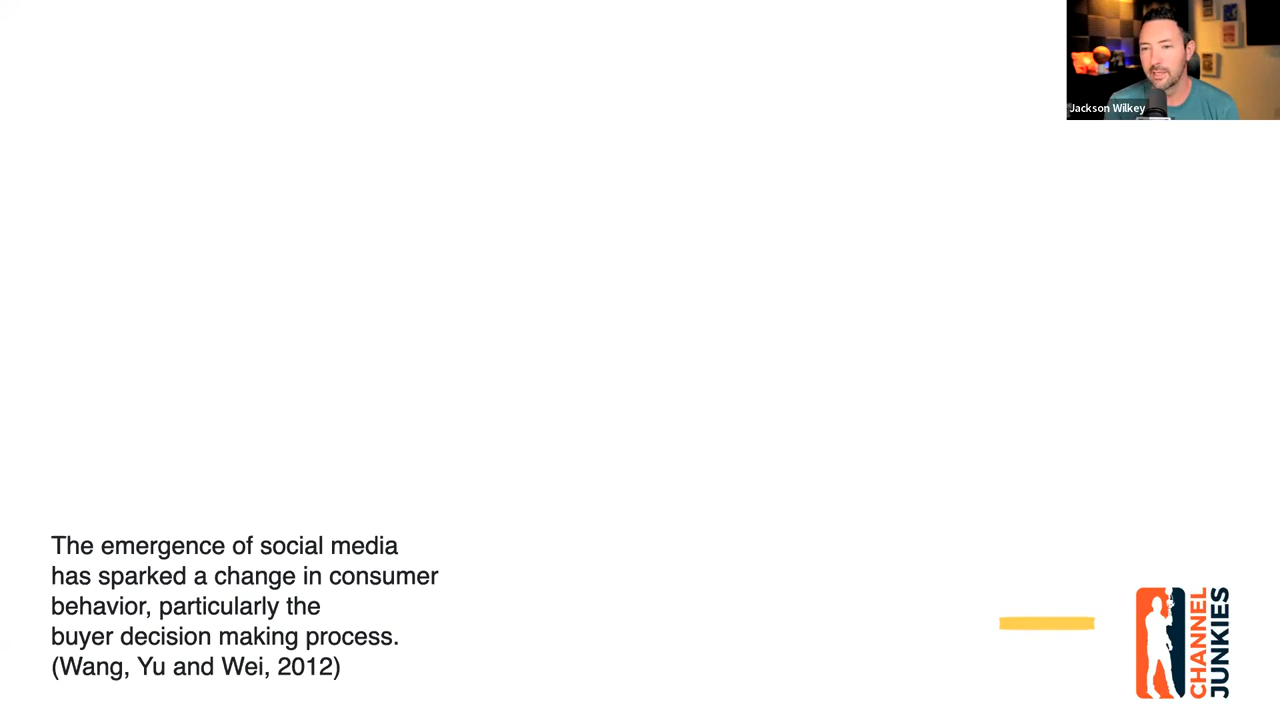 Jackson Wilkey
The emergence of social media
has sparked a change in consumer
behavior, particularly the
buyer decision making process.
(Wang, Yu and Wei, 2012)
CHANNEL
JUNKIES